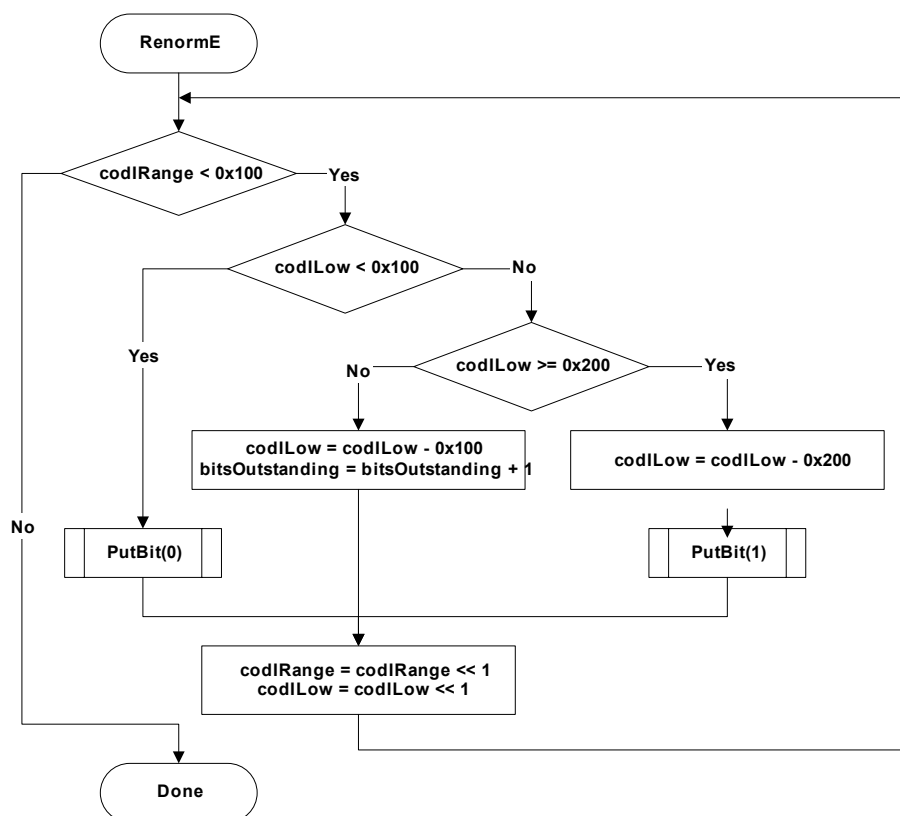 RenormE
codIRange < 0x100
Yes
codILow < 0x100
No
Yes
codILow >= 0x200
No
Yes
codILow = codILow - 0x100
bitsOutstanding = bitsOutstanding + 1
codILow = codILow - 0x200
No
PutBit(0)
PutBit(1)
codIRange = codIRange << 1
codILow = codILow << 1
Done